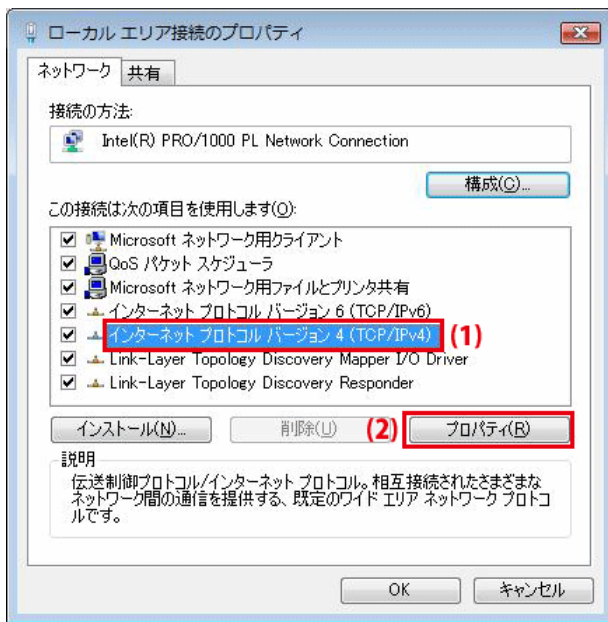 ローカル エリア接続のプロパティ
ネットワーク 共有
接続の方法:
Intel(R) PRO/1000 PL Network Connection
構成(C)...
この接続は次の項目を使用します(O):
Microsoft ネットワーク用クライアント
QoS パケット スケジューラ
Microsoft ネットワーク用ファイルとプリンタ共有
インターネット プロトコル バージョン 6 (TCP/IPv6)
インターネット プロトコル バージョン 4 (TCP/IPv4) (1)
Link-Layer Topology Discovery Mapper I/O Driver
Link-Layer Topology Discovery Responder
インストール(N)... 削除(U) (2) プロパティ(R)
説明
伝送制御プロトコル/インターネット プロトコル。相互接続されたさまざまな
ネットワーク間の通信を提供する、既定のワイド エリア ネットワーク プロトコ
ルです。
OK キャンセル